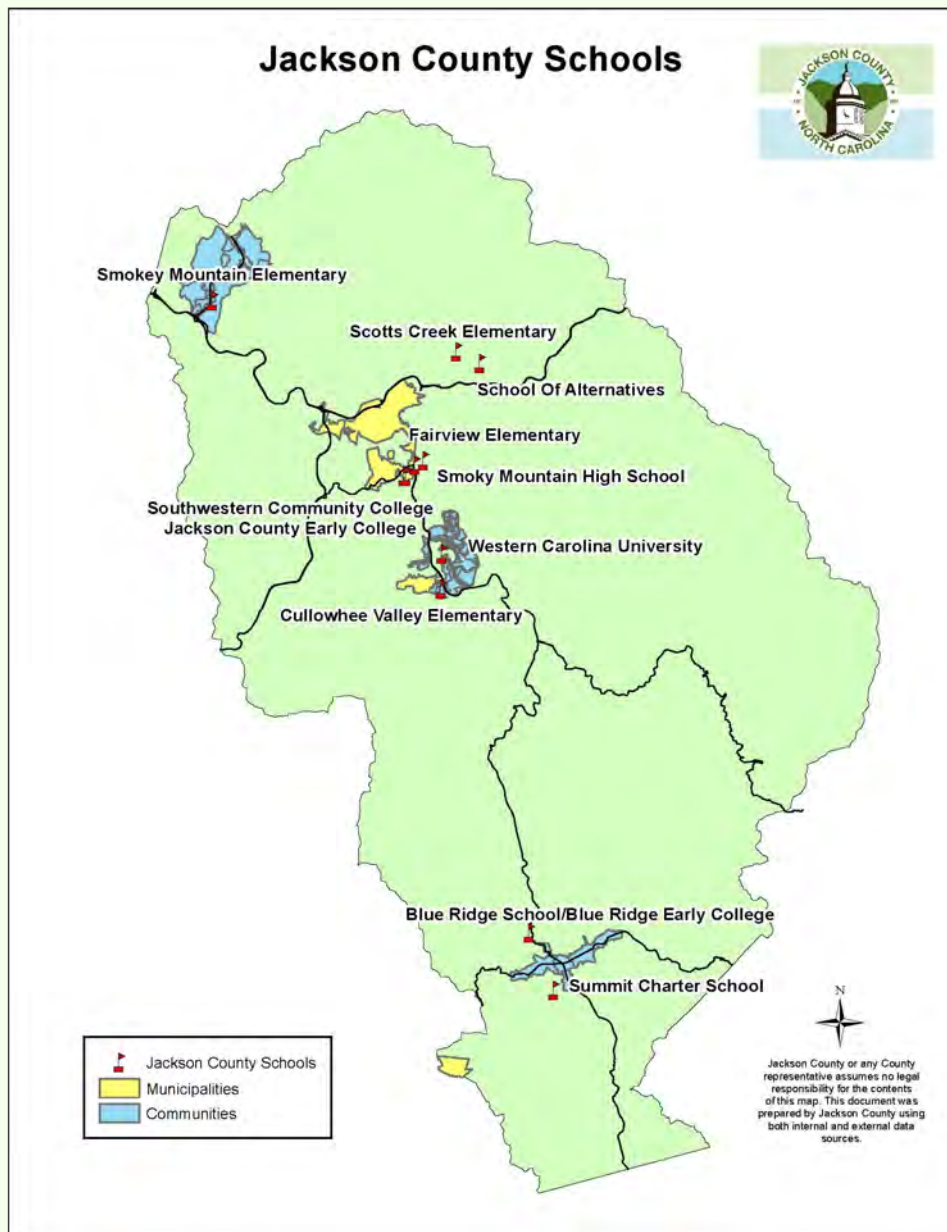 Jackson County Schools
JACKSON COUNTY
NORTH CAROLINA
Smokey Mountain Elementary
Scotts Creek Elementary
School Of Alternatives
Fairview Elementary
Smoky Mountain High School
Southwestern Community College
Jackson County Early College
Western Carolina University
Cullowhee Valley Elementary
Blue Ridge School/Blue Ridge Early College
Summit Charter School
N
Jackson County Schools
Municipalities
Communities
Jackson County or any County
representative assumes no legal
responsibility for the contents
of this map. This document was
prepared by Jackson County using
both internal and external data
sources.